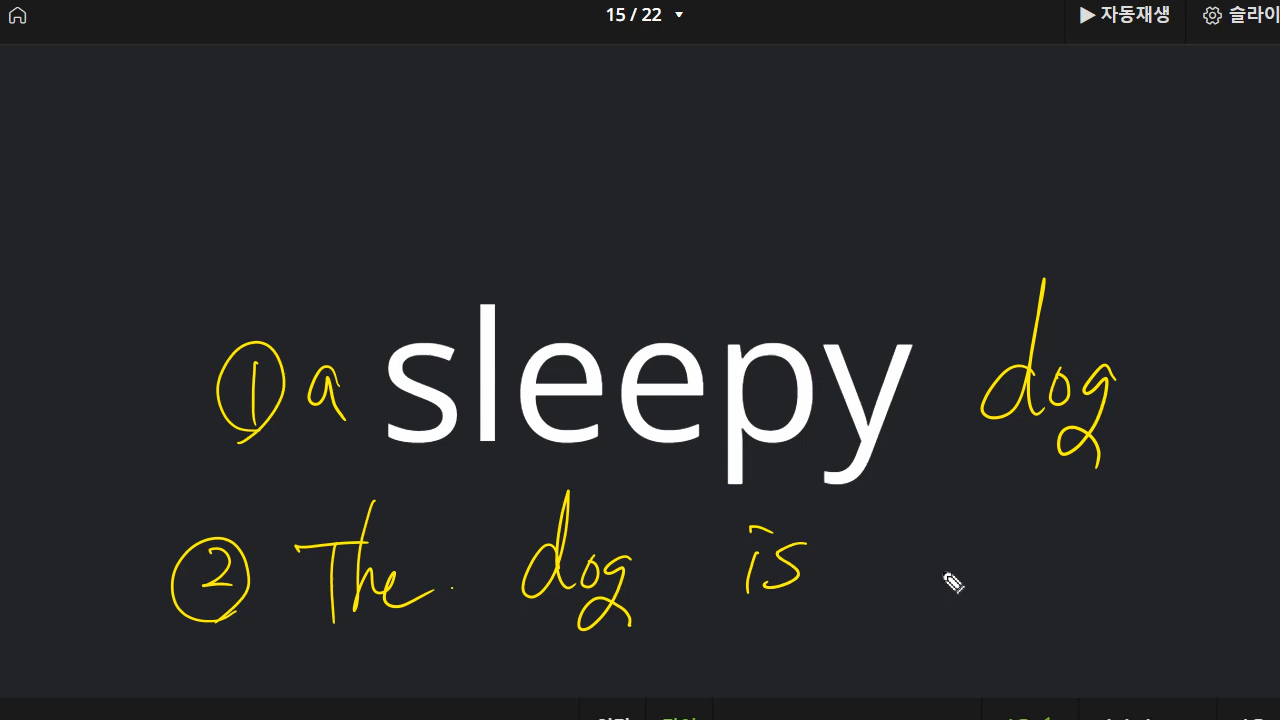 15 / 22
▶ 자동재생
① a sleepy dog
② The dog is